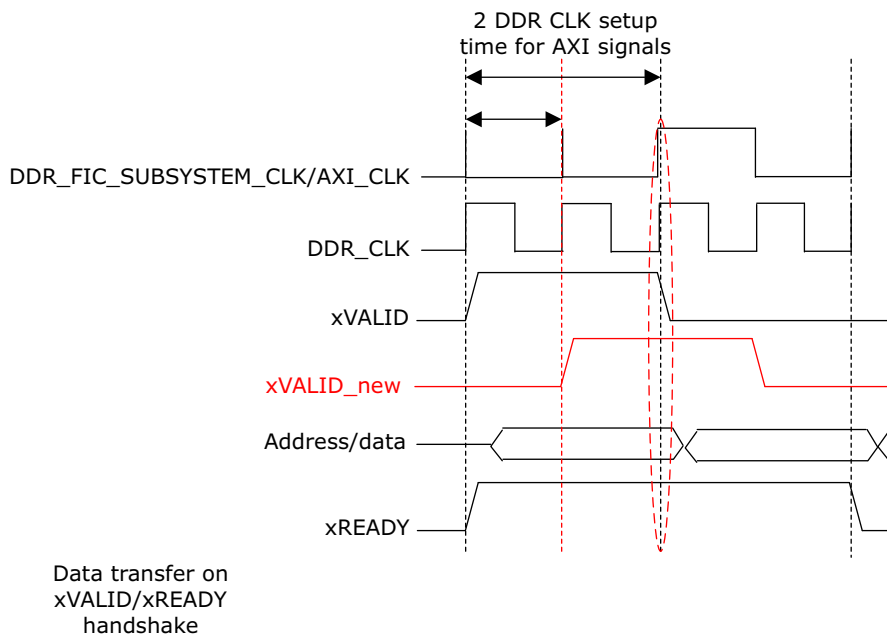 2 DDR CLK setup
time for AXI signals
DDR_FIC_SUBSYSTEM_CLK/AXI_CLK
DDR_CLK
xVALID
xVALID_new
Address/data
xREADY
Data transfer on
xVALID/xREADY
handshake